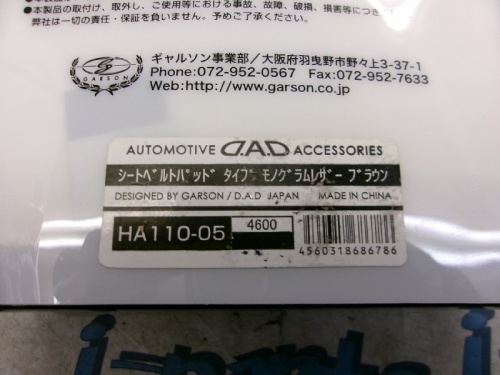 ●本製品の取付け、取外し、ご使用等における事故、故障、破損、損害等につき
弊社は一切の責任・保証を負いません。予めご了承ください。
GARSON
ギャルソン事業部／大阪府羽曳野市野々上3-37-1
Phone:072-952-0567 Fax:072-952-7633
Web:http://www.garson.co.jp
AUTOMOTIVE D.A.D ACCESSORIES
シートベルトパッド タイプ モノグラムレザー ブラウン
DESIGNED BY GARSON / D.A.D JAPAN MADE IN CHINA
HA110-05 4600
4560318686786
i-parts